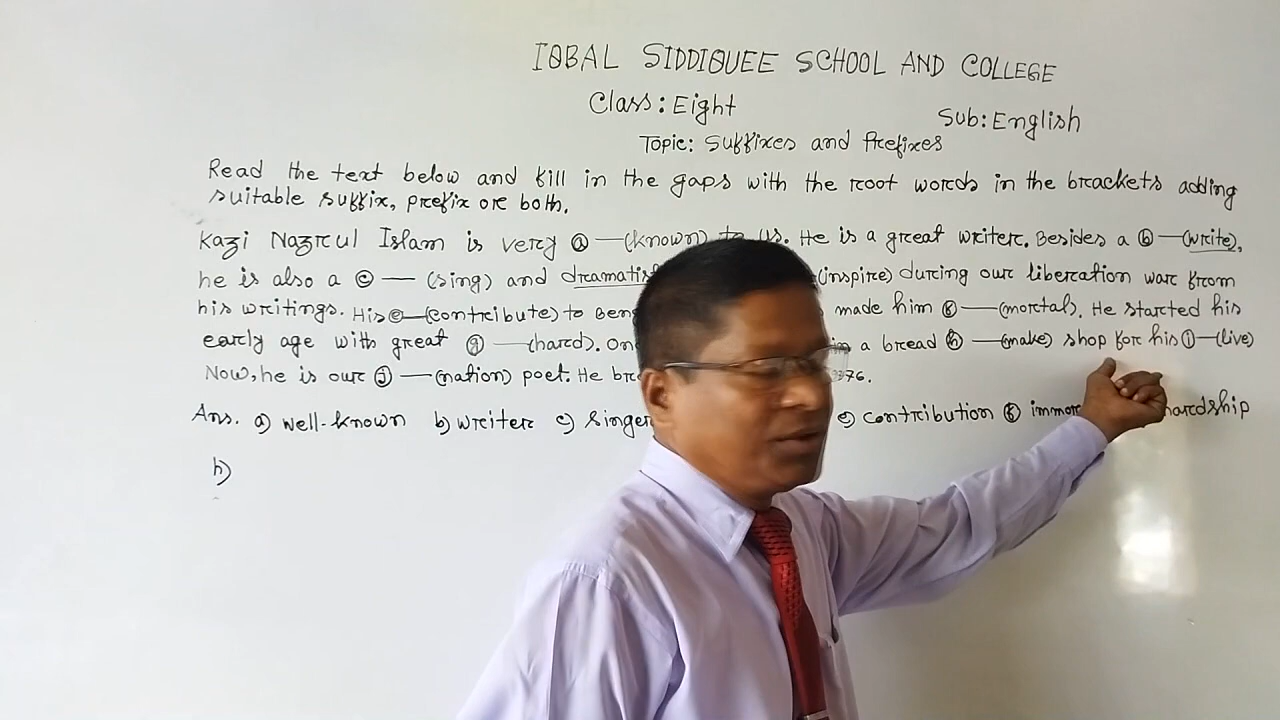 IQBAL SIDDIQUEE SCHOOL AND COLLEGE
Class: Eight Sub: English
Topic: Suffixes and Prefixes
Read the text below and fill in the gaps with the root words in the brackets adding
suitable suffix, prefix or both.
Kazi Nazrul Islam is very ⓐ —(known) to us. He is a great writer. Besides a ⓑ —(write),
he is also a ⓒ — (sing) and (inspire) during our liberation war from
his writings. His ⓔ—(contribute) to made him ⓕ —(mortal). He started his
early age with great ⓖ —(hard). a bread ⓗ —(make) shop for his ⓘ—(live)
Now, he is our ⓙ —(nation) poet. He 76.
Ans. a) well-known b) writer c) singer e) contribution ⓕ hardship
h)